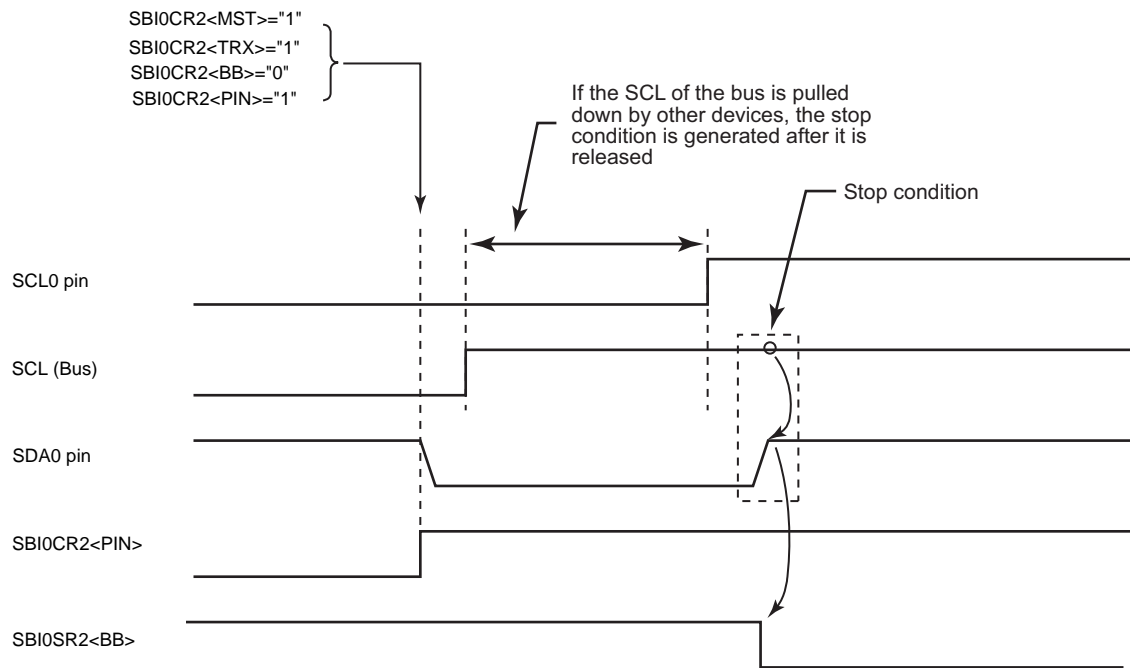 SBI0CR2<MST>="1"
SBI0CR2<TRX>="1"
SBI0CR2<BB>="0"
SBI0CR2<PIN>="1"
If the SCL of the bus is pulled
down by other devices, the stop
condition is generated after it is
released
Stop condition
SCL0 pin
SCL (Bus)
SDA0 pin
SBI0CR2<PIN>
SBI0SR2<BB>